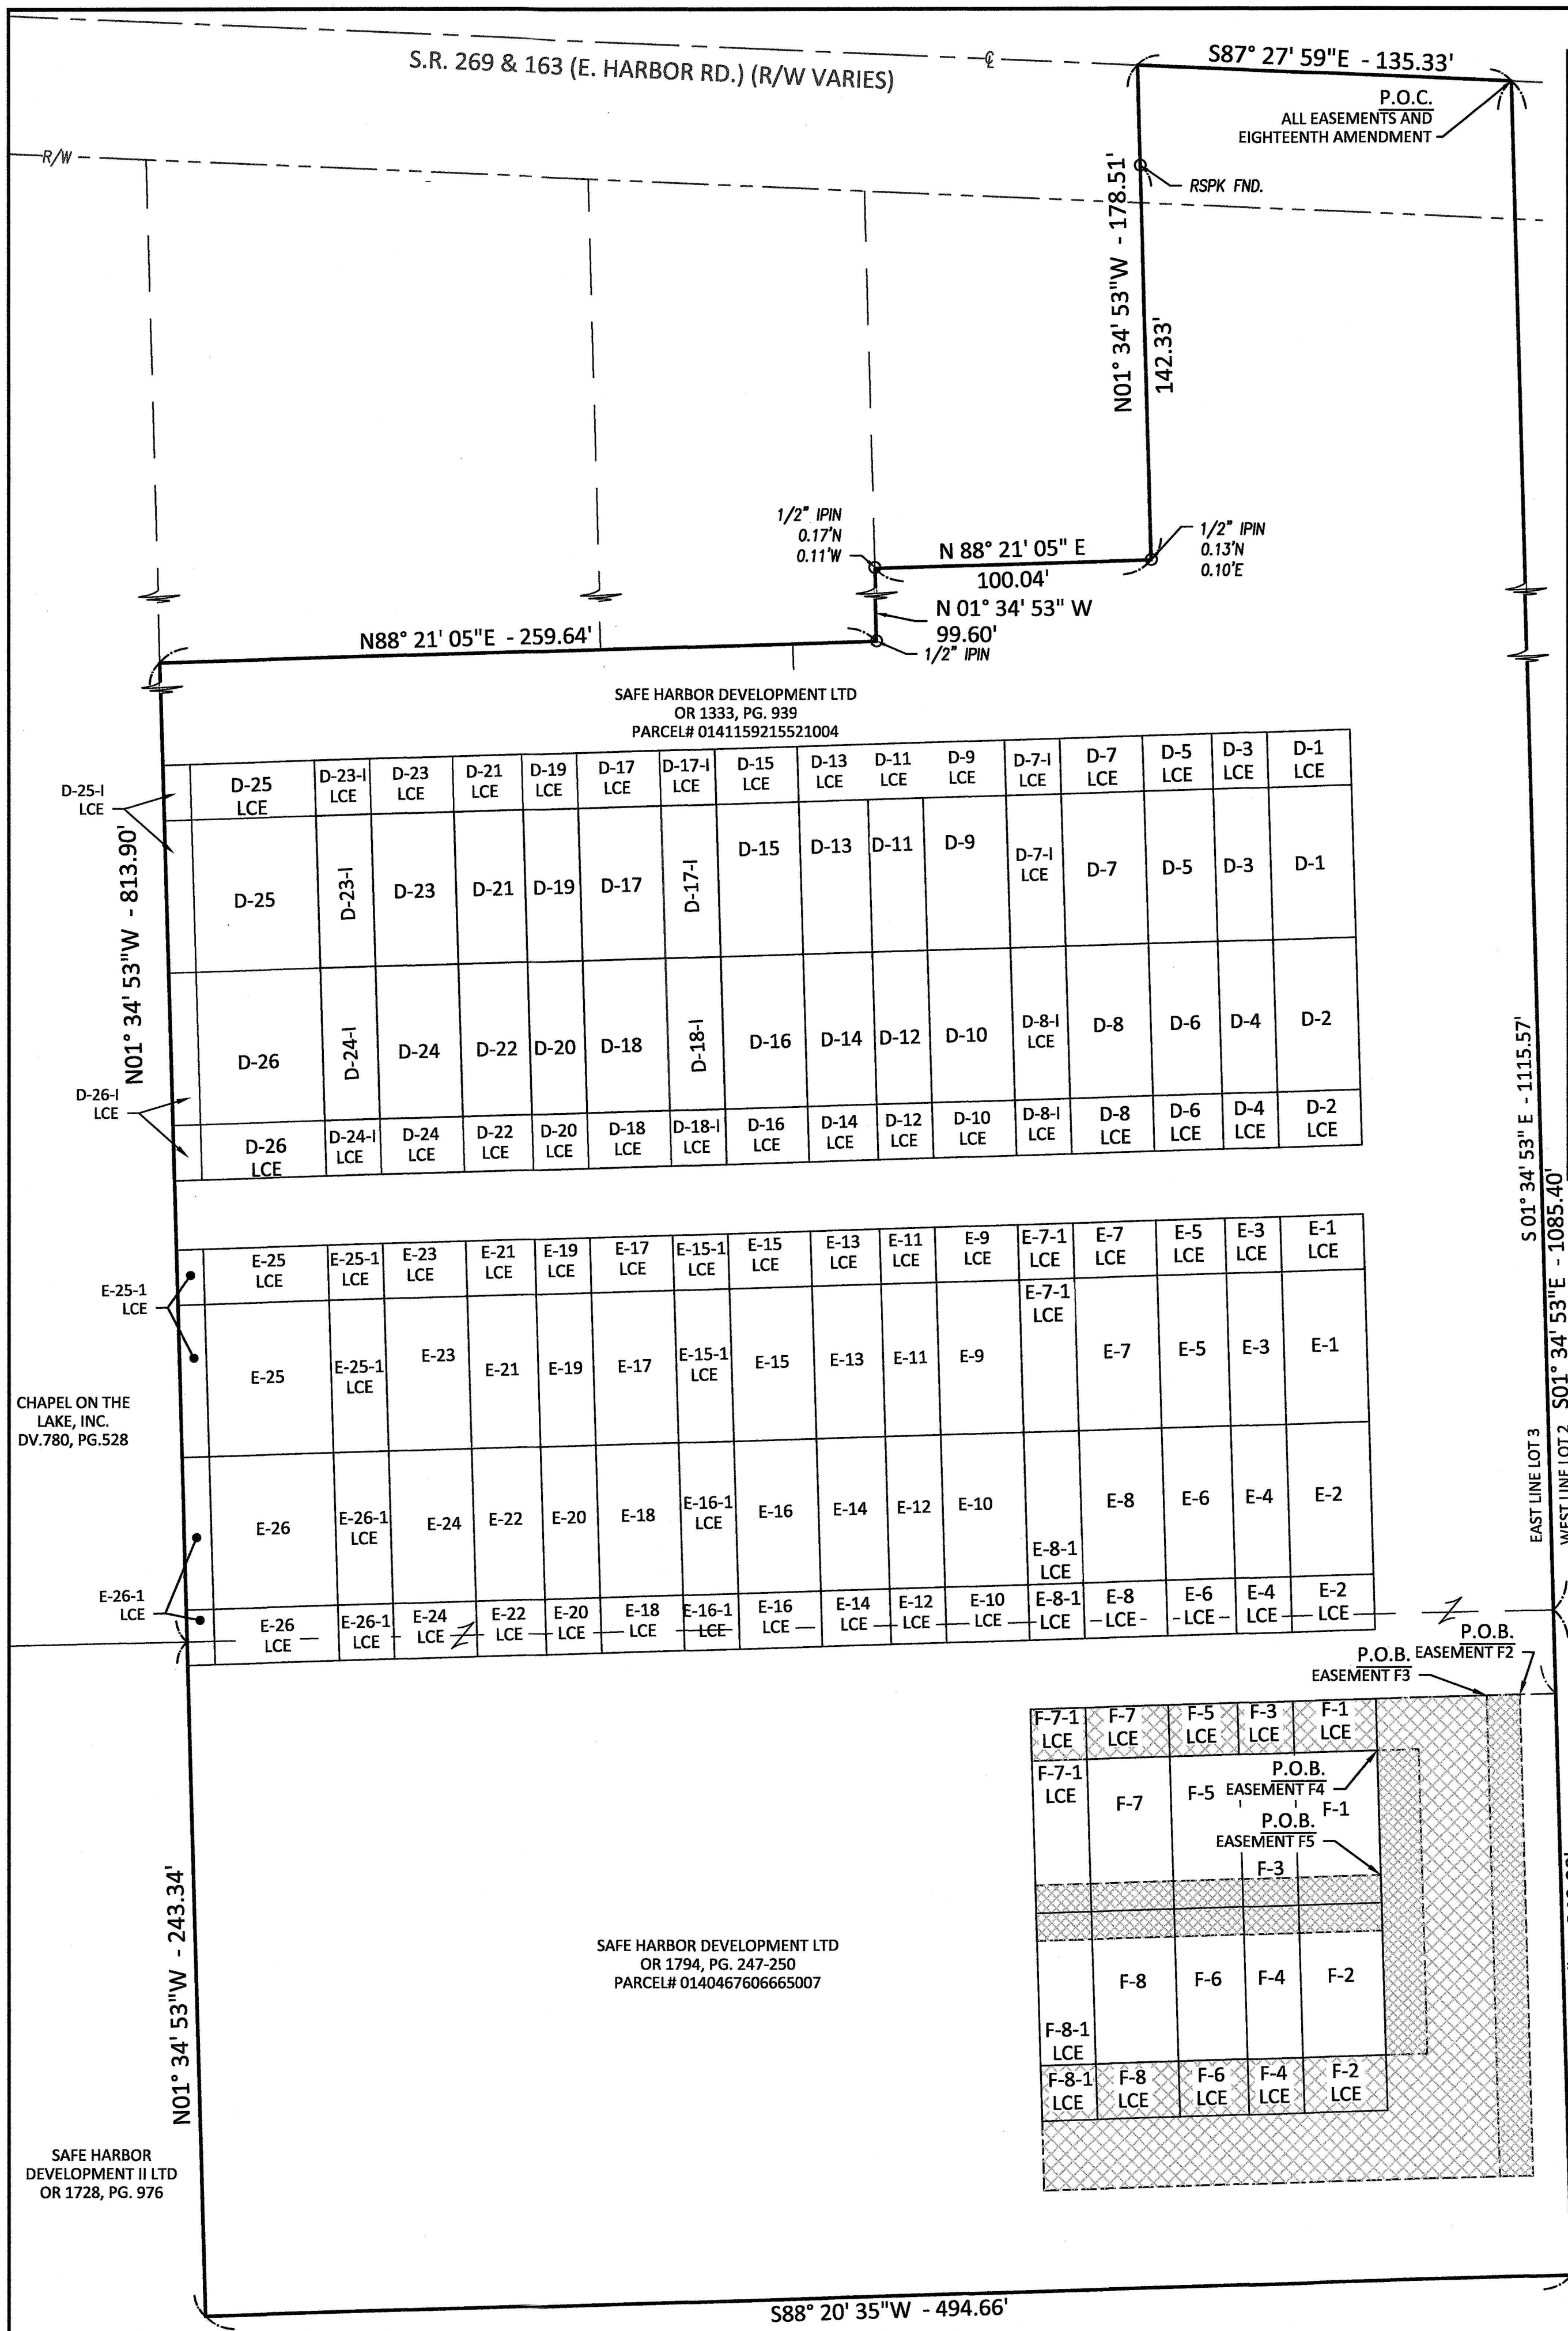 S.R. 269 & 163 (E. HARBOR RD.) (R/W VARIES)
S87° 27' 59"E - 135.33'
P.O.C.
ALL EASEMENTS AND
EIGHTEENTH AMENDMENT
R/W
RSPK FND.
N01° 34' 53"W - 178.51'
142.33'
1/2" IPIN
0.17'N
0.11'W
N 88° 21' 05" E
100.04'
1/2" IPIN
0.13'N
0.10'E
N 01° 34' 53" W
99.60'
1/2" IPIN
N88° 21' 05"E - 259.64'
SAFE HARBOR DEVELOPMENT LTD
OR 1333, PG. 939
PARCEL# 0141159215521004
D-25-I
LCE
D-25 D-23-I D-23 D-21 D-19 D-17 D-17-I D-15 D-13 D-11 D-9 D-7-I D-7 D-5 D-3 D-1
LCE LCE LCE LCE LCE LCE LCE LCE LCE LCE LCE LCE LCE LCE LCE LCE
D-25 D-23-I D-23 D-21 D-19 D-17 D-17-I D-15 D-13 D-11 D-9 D-7-I D-7 D-5 D-3 D-1
LCE
N01° 34' 53"W - 813.90'
D-26 D-24-I D-24 D-22 D-20 D-18 D-18-I D-16 D-14 D-12 D-10 D-8-I D-8 D-6 D-4 D-2
LCE
D-26-I
LCE
D-26 D-24-I D-24 D-22 D-20 D-18 D-18-I D-16 D-14 D-12 D-10 D-8-I D-8 D-6 D-4 D-2
LCE LCE LCE LCE LCE LCE LCE LCE LCE LCE LCE LCE LCE LCE LCE LCE
S 01° 34' 53" E - 1115.57'
S01° 34' 53"E - 1085.40'
E-25-1
LCE
E-25 E-25-1 E-23 E-21 E-19 E-17 E-15-1 E-15 E-13 E-11 E-9 E-7-1 E-7 E-5 E-3 E-1
LCE LCE LCE LCE LCE LCE LCE LCE LCE LCE LCE LCE LCE LCE LCE LCE
E-7-1
LCE
E-25 E-25-1 E-23 E-21 E-19 E-17 E-15-1 E-15 E-13 E-11 E-9 E-7 E-5 E-3 E-1
LCE LCE
CHAPEL ON THE
LAKE, INC.
DV.780, PG.528
EAST LINE LOT 3
WEST LINE LOT 2
E-26 E-26-1 E-24 E-22 E-20 E-18 E-16-1 E-16 E-14 E-12 E-10 E-8 E-6 E-4 E-2
LCE LCE
E-8-1
LCE
E-26-1
LCE
E-26 E-26-1 E-24 E-22 E-20 E-18 E-16-1 E-16 E-14 E-12 E-10 E-8-1 E-8 E-6 E-4 E-2
LCE LCE LCE LCE LCE LCE LCE LCE LCE LCE LCE LCE LCE LCE LCE LCE
P.O.B.
EASEMENT F2
P.O.B.
EASEMENT F3
F-7-1 F-7 F-5 F-3 F-1
LCE LCE LCE LCE LCE
F-7-1
LCE
F-7
F-5
P.O.B.
EASEMENT F4
F-1
P.O.B.
EASEMENT F5
F-3
N01° 34' 53"W - 243.34'
SAFE HARBOR DEVELOPMENT LTD
OR 1794, PG. 247-250
PARCEL# 0140467606665007
F-8 F-6 F-4 F-2
F-8-1
LCE
F-8-1 F-8 F-6 F-4 F-2
LCE LCE LCE LCE LCE
SAFE HARBOR
DEVELOPMENT II LTD
OR 1728, PG. 976
S88° 20' 35"W - 494.66'